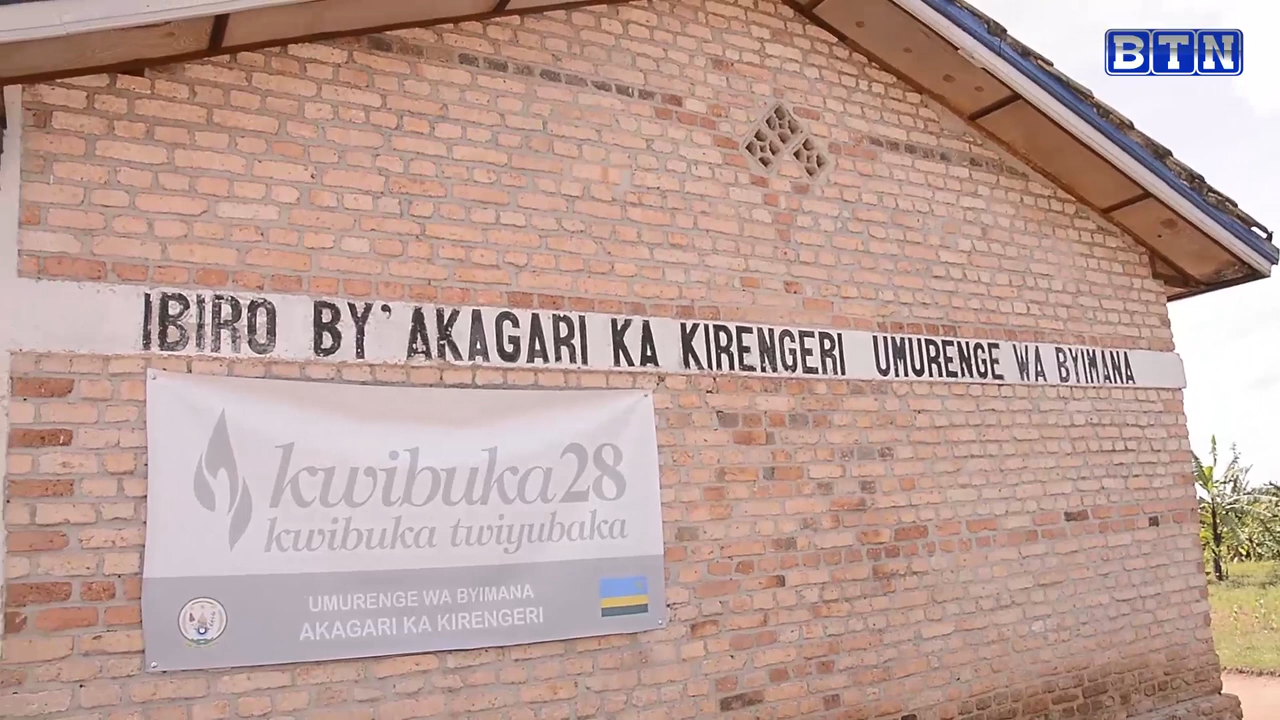 BTN
IBIRO BY'AKAGARI KA KIRENGERI UMURENGE WA BYIMANA
kwibuka28
kwibuka twiyubaka
UMURENGE WA BYIMANA
AKAGARI KA KIRENGERI